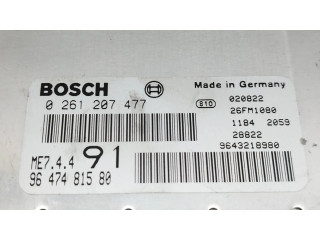 BOSCH
Made in Germany
0 261 207 477
S10
020822
26FM1080
1184 2059
28822
9643218980
ME7.4.4
91
96 474 815 80